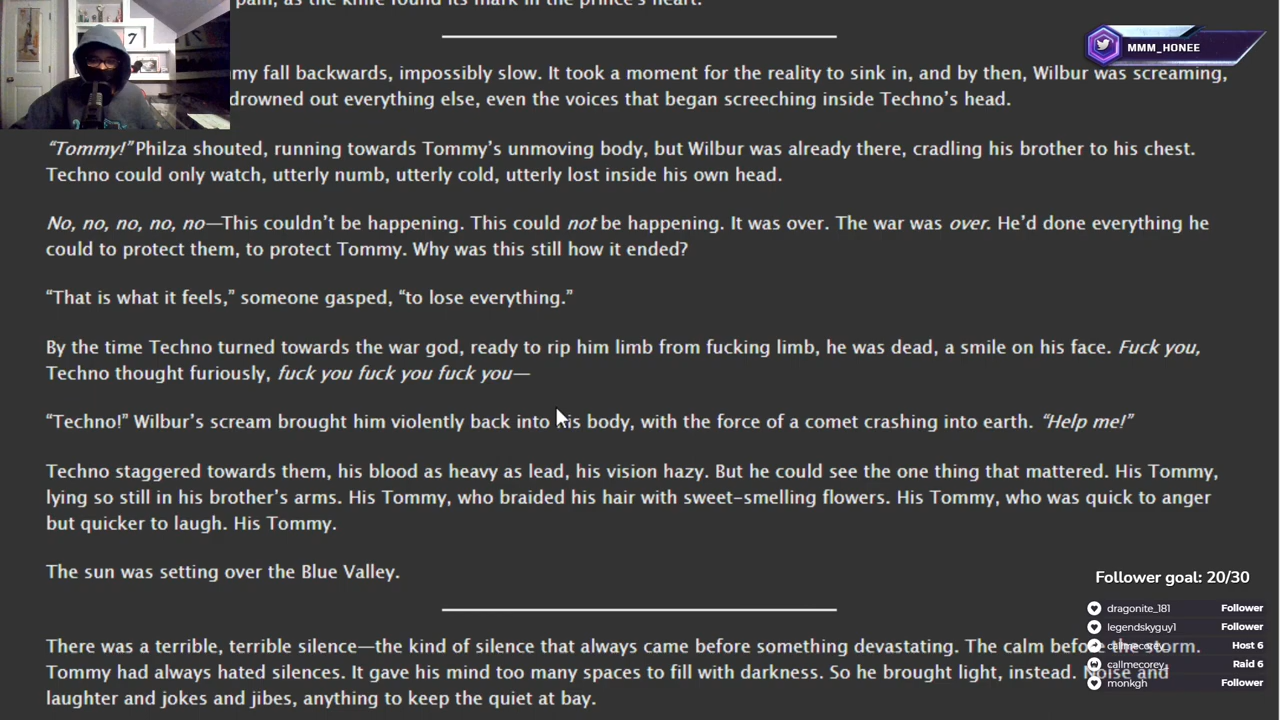 pain, as the knife found its mark in the prince's heart.
7
MMM_HONEE
my fall backwards, impossibly slow. It took a moment for the reality to sink in, and by then, Wilbur was screaming,
drowned out everything else, even the voices that began screeching inside Techno’s head.
“Tommy!” Philza shouted, running towards Tommy’s unmoving body, but Wilbur was already there, cradling his brother to his chest.
Techno could only watch, utterly numb, utterly cold, utterly lost inside his own head.
No, no, no, no, no—This couldn’t be happening. This could not be happening. It was over. The war was over. He’d done everything he
could to protect them, to protect Tommy. Why was this still how it ended?
“That is what it feels,” someone gasped, “to lose everything.”
By the time Techno turned towards the war god, ready to rip him limb from fucking limb, he was dead, a smile on his face. Fuck you,
Techno thought furiously, fuck you fuck you fuck you—
“Techno!” Wilbur’s scream brought him violently back into his body, with the force of a comet crashing into earth. “Help me!”
Techno staggered towards them, his blood as heavy as lead, his vision hazy. But he could see the one thing that mattered. His Tommy,
lying so still in his brother’s arms. His Tommy, who braided his hair with sweet-smelling flowers. His Tommy, who was quick to anger
but quicker to laugh. His Tommy.
The sun was setting over the Blue Valley.
There was a terrible, terrible silence—the kind of silence that always came before something devastating. The calm before the storm.
Tommy had always hated silences. It gave his mind too many spaces to fill with darkness. So he brought light, instead. Noise and
laughter and jokes and jibes, anything to keep the quiet at bay.
Follower goal: 20/30
dragonite_181 Follower
legendskyguy1 Follower
callmecorey_ Host 6
callmecorey_ Raid 6
monkgh Follower